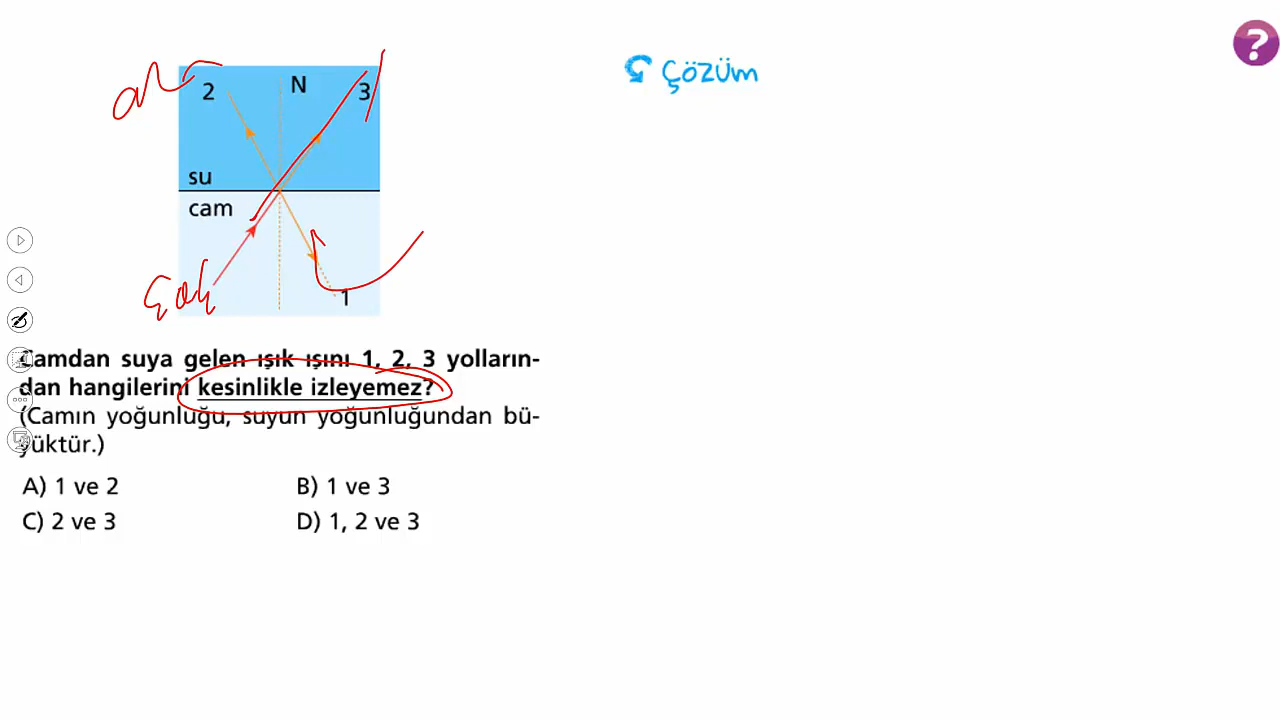 ?
Çözüm
az
2 N 3
su
cam
çok
1
Camdan suya gelen ışık ışını 1, 2, 3 yolların-
dan hangilerini kesinlikle izleyemez?
(Camın yoğunluğu, suyun yoğunluğundan bü-
yüktür.)
A) 1 ve 2 B) 1 ve 3
C) 2 ve 3 D) 1, 2 ve 3